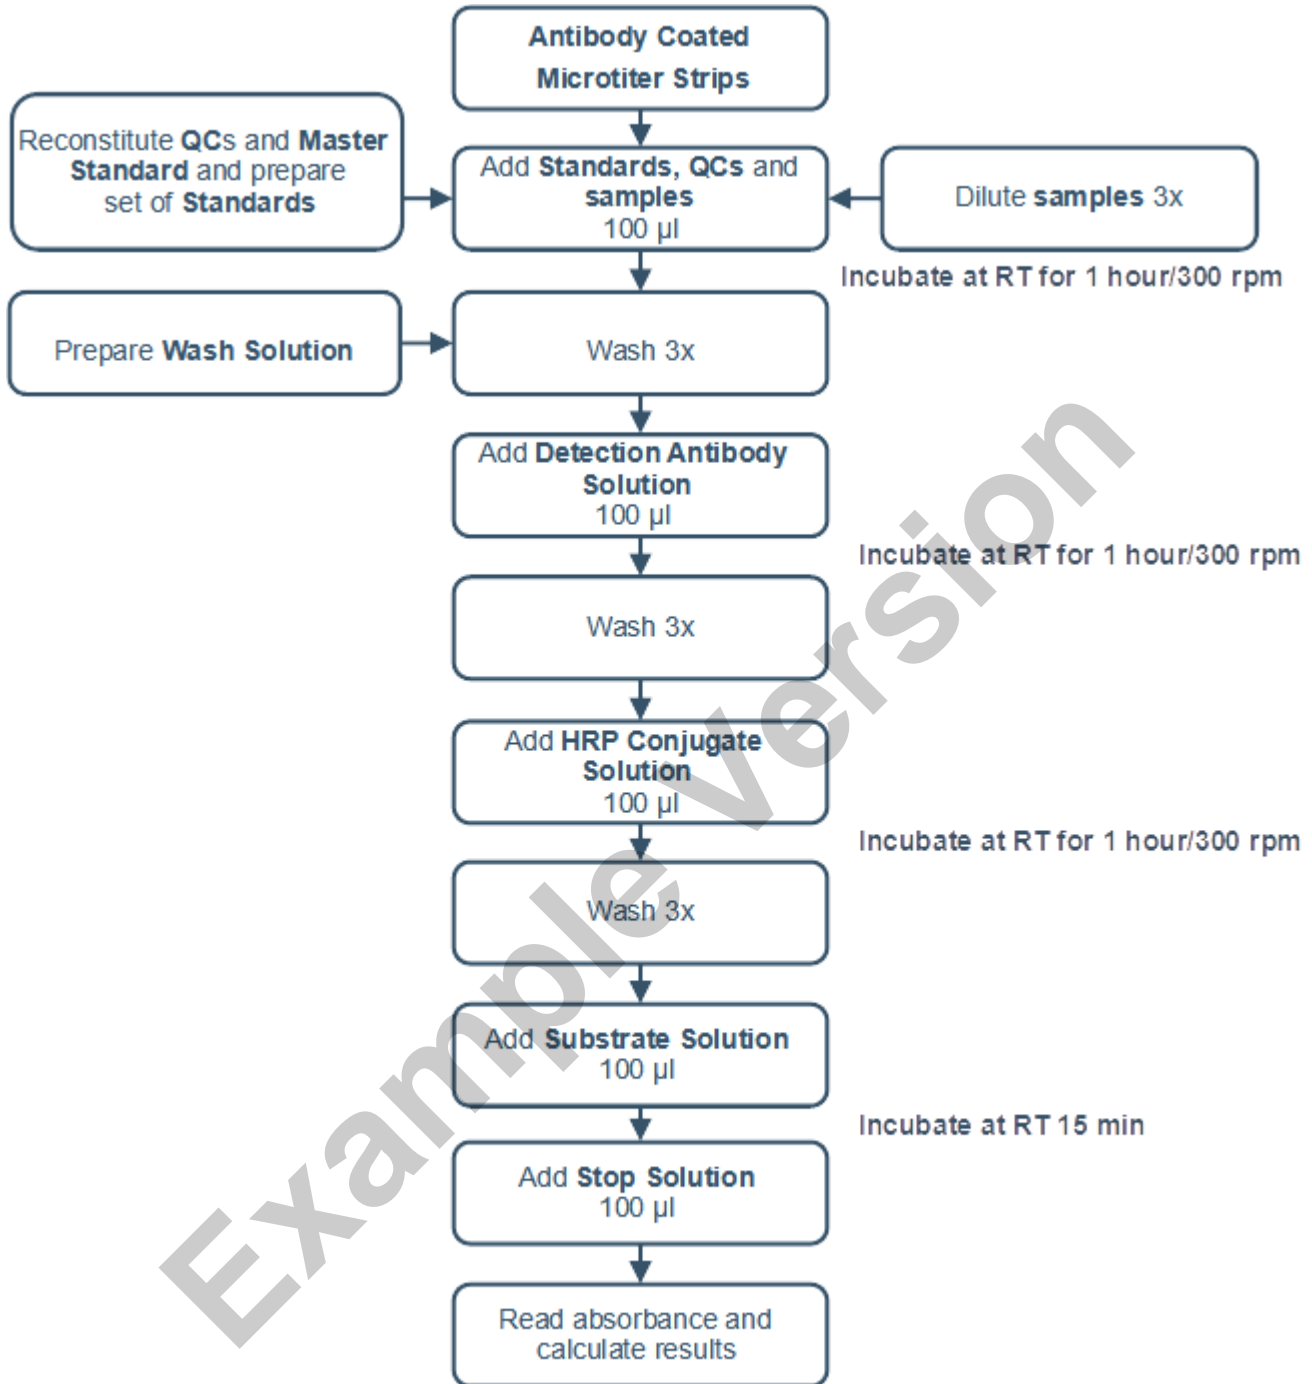 Antibody Coated
Microtiter Strips
Reconstitute QCs and Master
Standard and prepare
set of Standards
Add Standards, QCs and
samples
100 µl
Dilute samples 3x
Incubate at RT for 1 hour/300 rpm
Prepare Wash Solution
Wash 3x
Add Detection Antibody
Solution
100 µl
Incubate at RT for 1 hour/300 rpm
Wash 3x
Add HRP Conjugate
Solution
100 µl
Incubate at RT for 1 hour/300 rpm
Wash 3x
Add Substrate Solution
100 µl
Incubate at RT 15 min
Add Stop Solution
100 µl
Read absorbance and
calculate results
Example Version